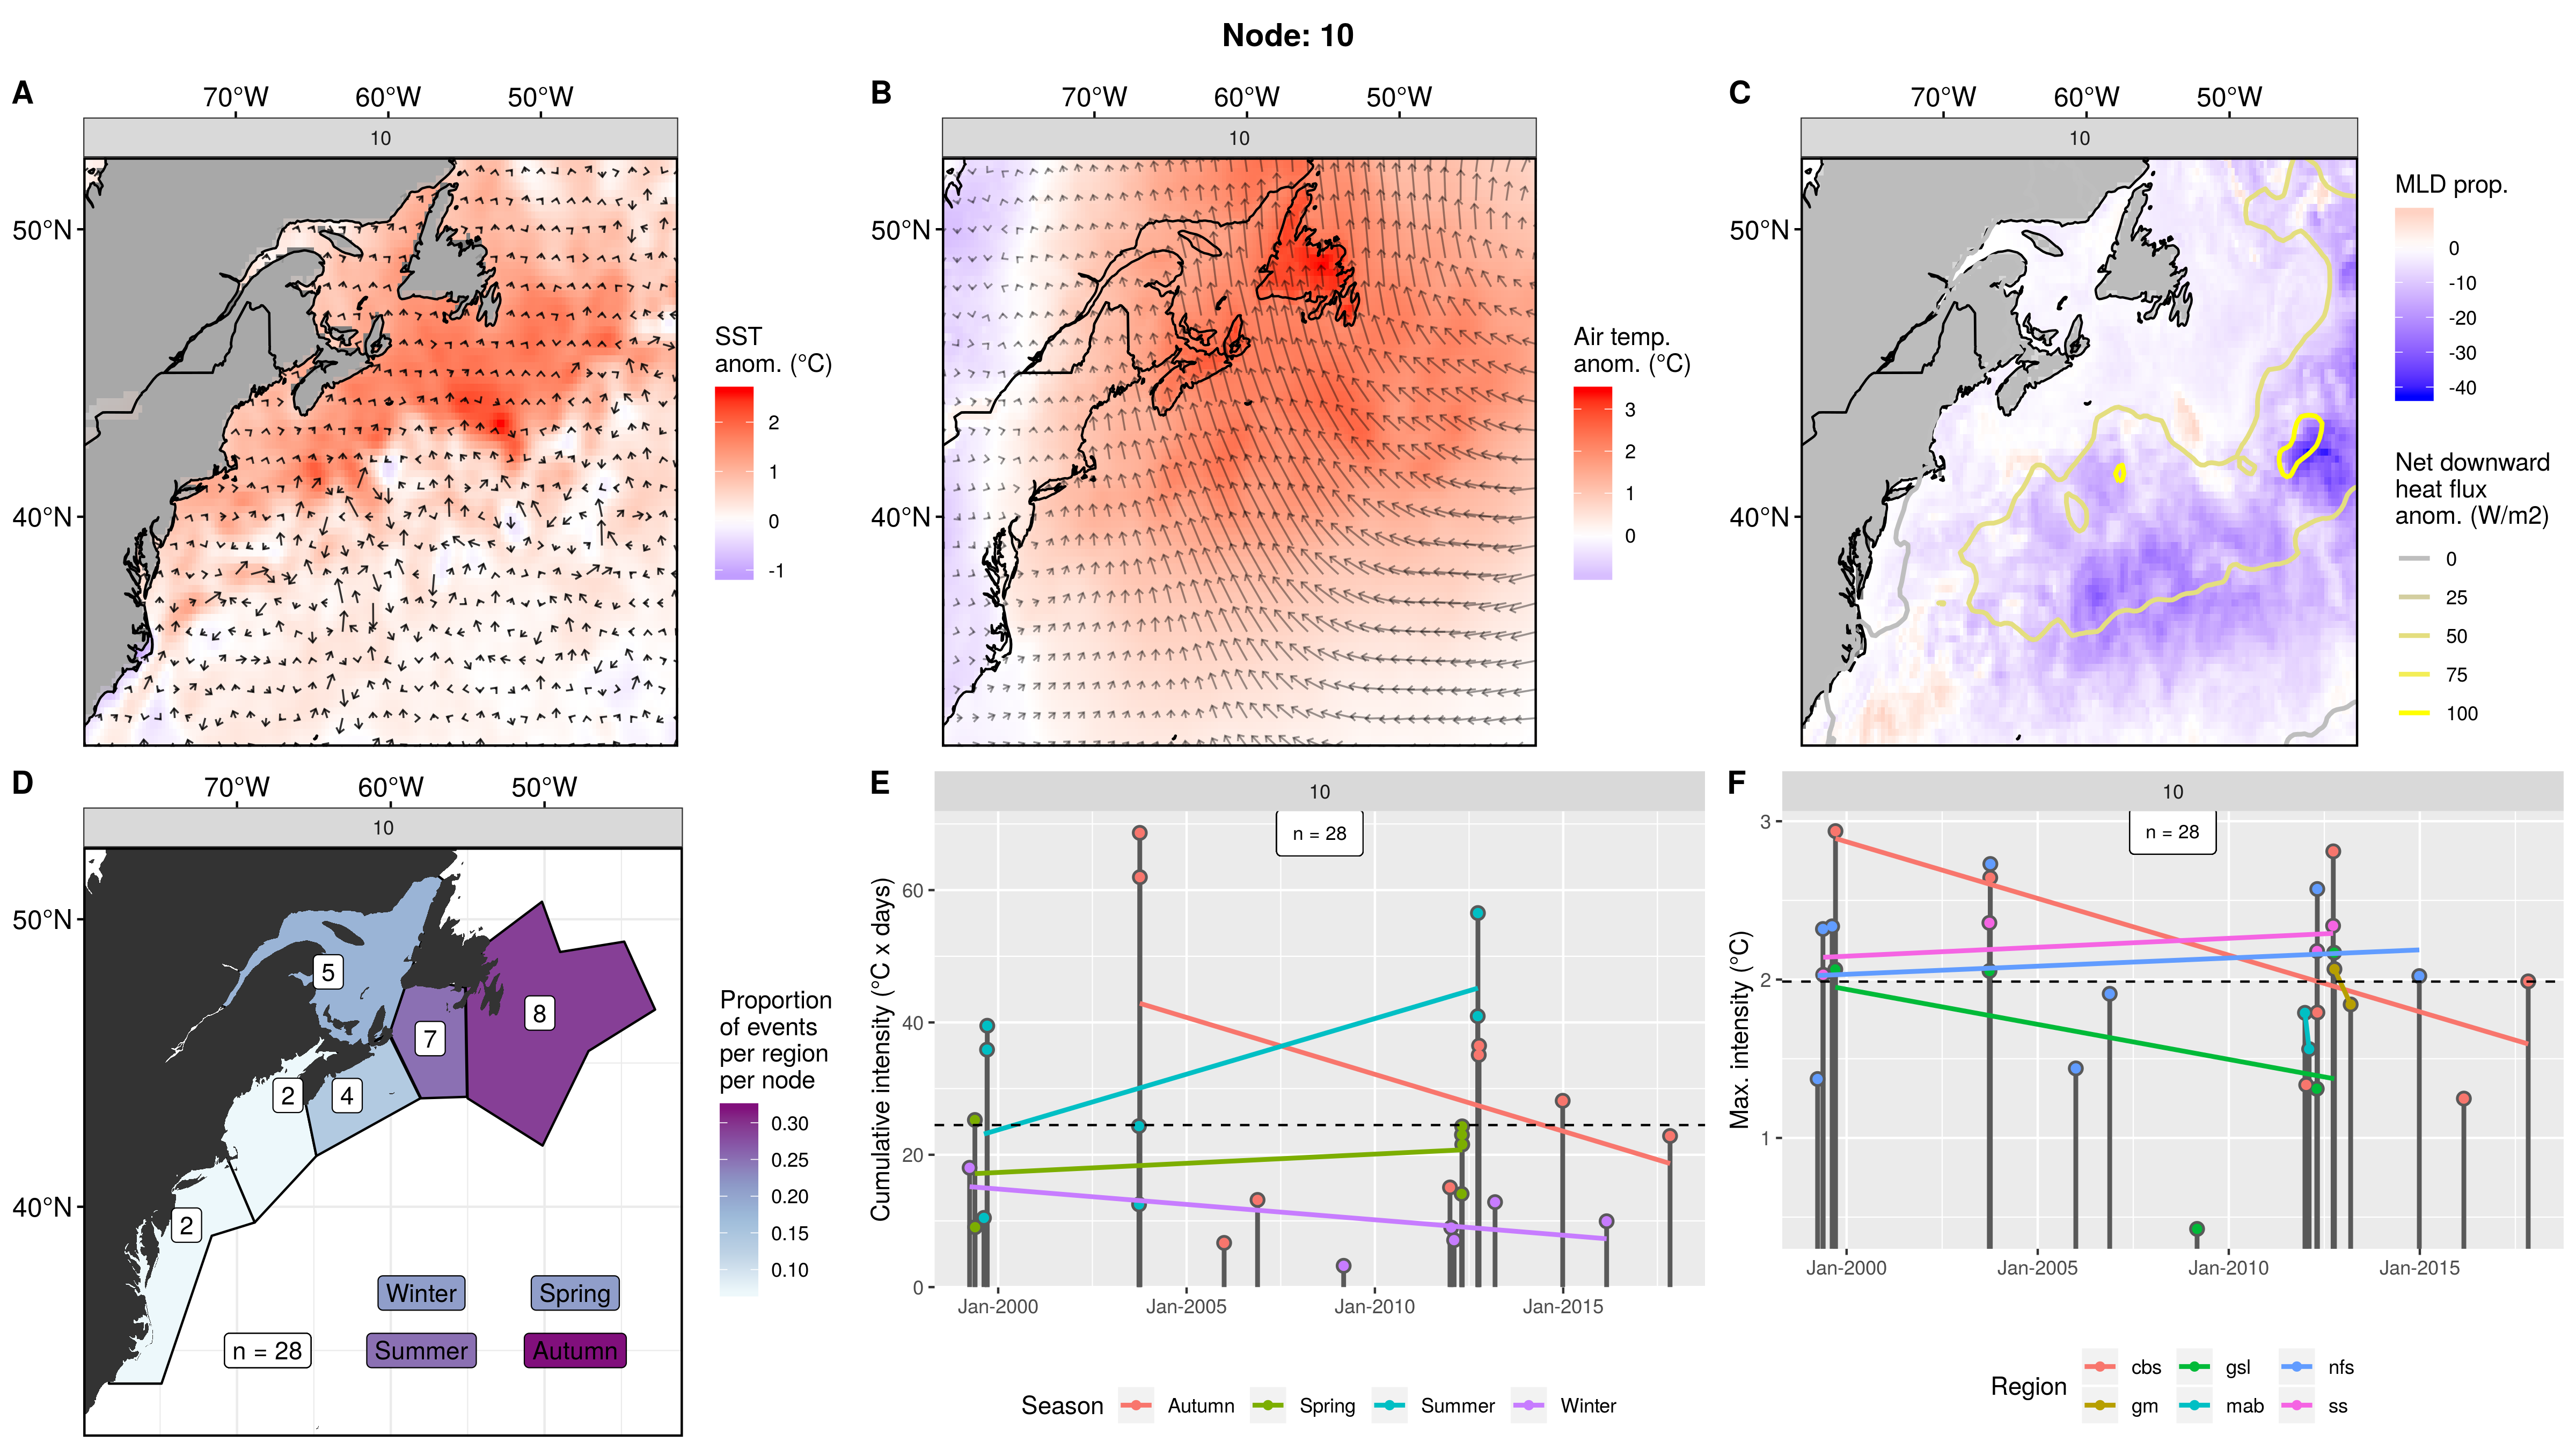 Node: 10
A
70°W 60°W 50°W
10
50°N
40°N
SST
anom. (°C)
2
1
0
-1
B
70°W 60°W 50°W
10
50°N
40°N
Air temp.
anom. (°C)
3
2
1
0
C
70°W 60°W 50°W
10
50°N
40°N
MLD prop.
0
-10
-20
-30
-40
Net downward
heat flux
anom. (W/m2)
0
25
50
75
100
D
70°W 60°W 50°W
10
50°N
40°N
5
8
7
2
4
2
Winter Spring
n = 28 Summer Autumn
Proportion
of events
per region
per node
0.30
0.25
0.20
0.15
0.10
E
10
n = 28
Cumulative intensity (°C x days)
60
40
20
0
Jan-2000 Jan-2005 Jan-2010 Jan-2015
Season Autumn Spring Summer Winter
F
10
n = 28
Max. intensity (°C)
3
2
1
Jan-2000 Jan-2005 Jan-2010 Jan-2015
Region
cbs gsl nfs
gm mab ss